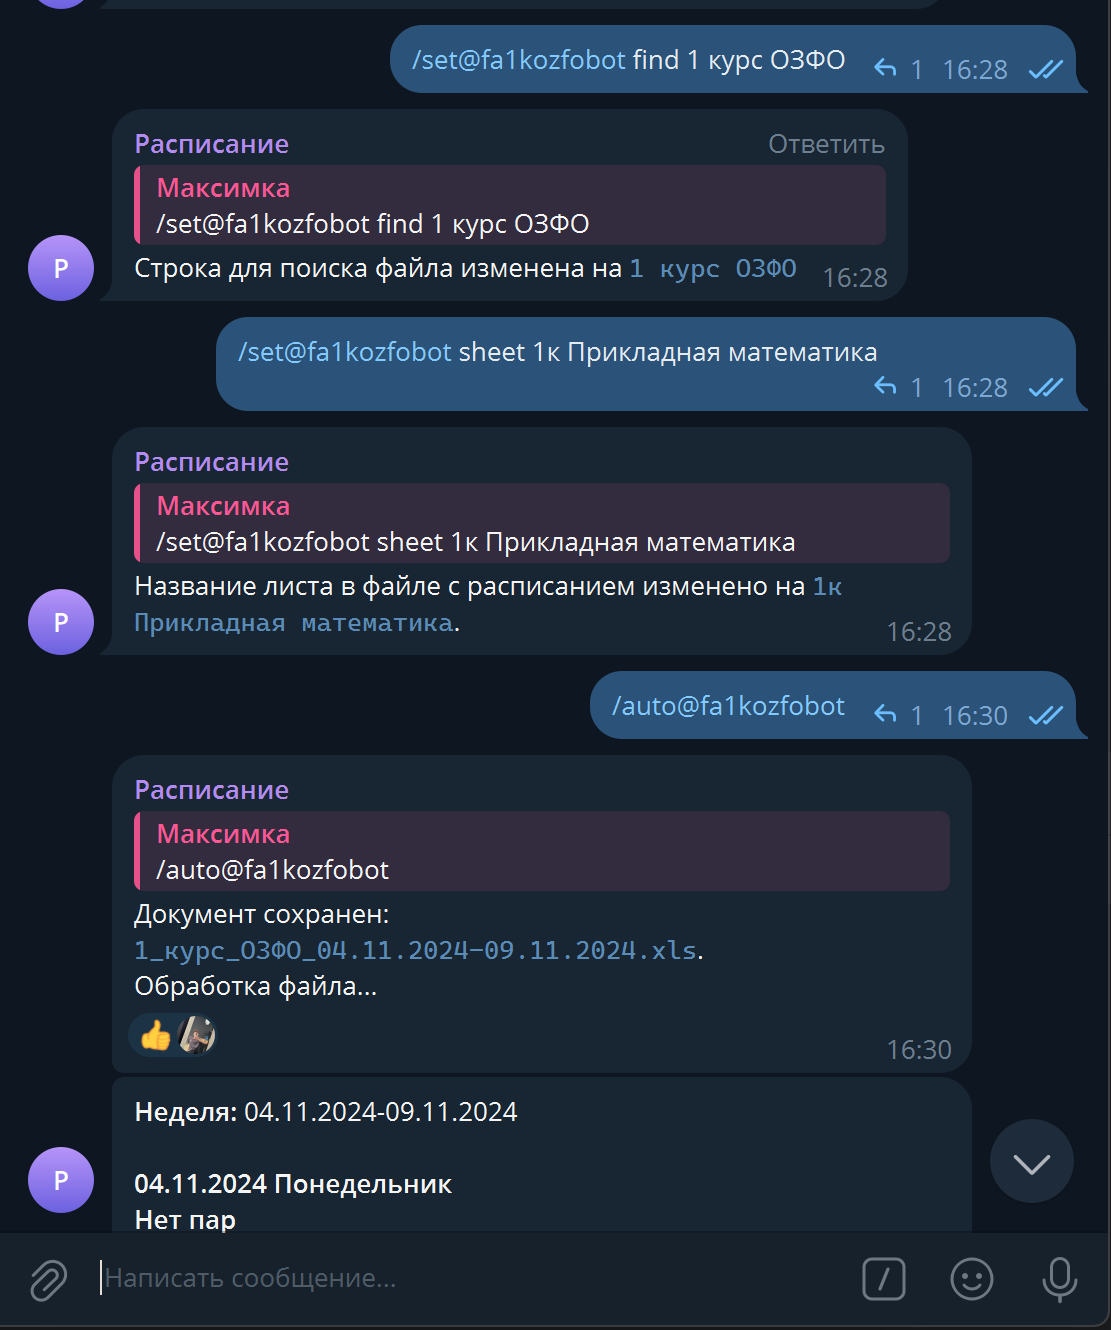 /set@fa1kozfobot find 1 курс ОЗФО 1 16:28
Расписание Ответить
Максимка
/set@fa1kozfobot find 1 курс ОЗФО
Строка для поиска файла изменена на 1 курс ОЗФО 16:28
Р
/set@fa1kozfobot sheet 1к Прикладная математика
1 16:28
Расписание
Максимка
/set@fa1kozfobot sheet 1к Прикладная математика
Название листа в файле с расписанием изменено на 1к
Прикладная математика.
16:28
Р
/auto@fa1kozfobot 1 16:30
Расписание
Максимка
/auto@fa1kozfobot
Документ сохранен:
1_курс_ОЗФО_04.11.2024-09.11.2024.xls.
Обработка файла...
16:30
Неделя: 04.11.2024-09.11.2024
04.11.2024 Понедельник
Р
Нет пар
Написать сообщение...